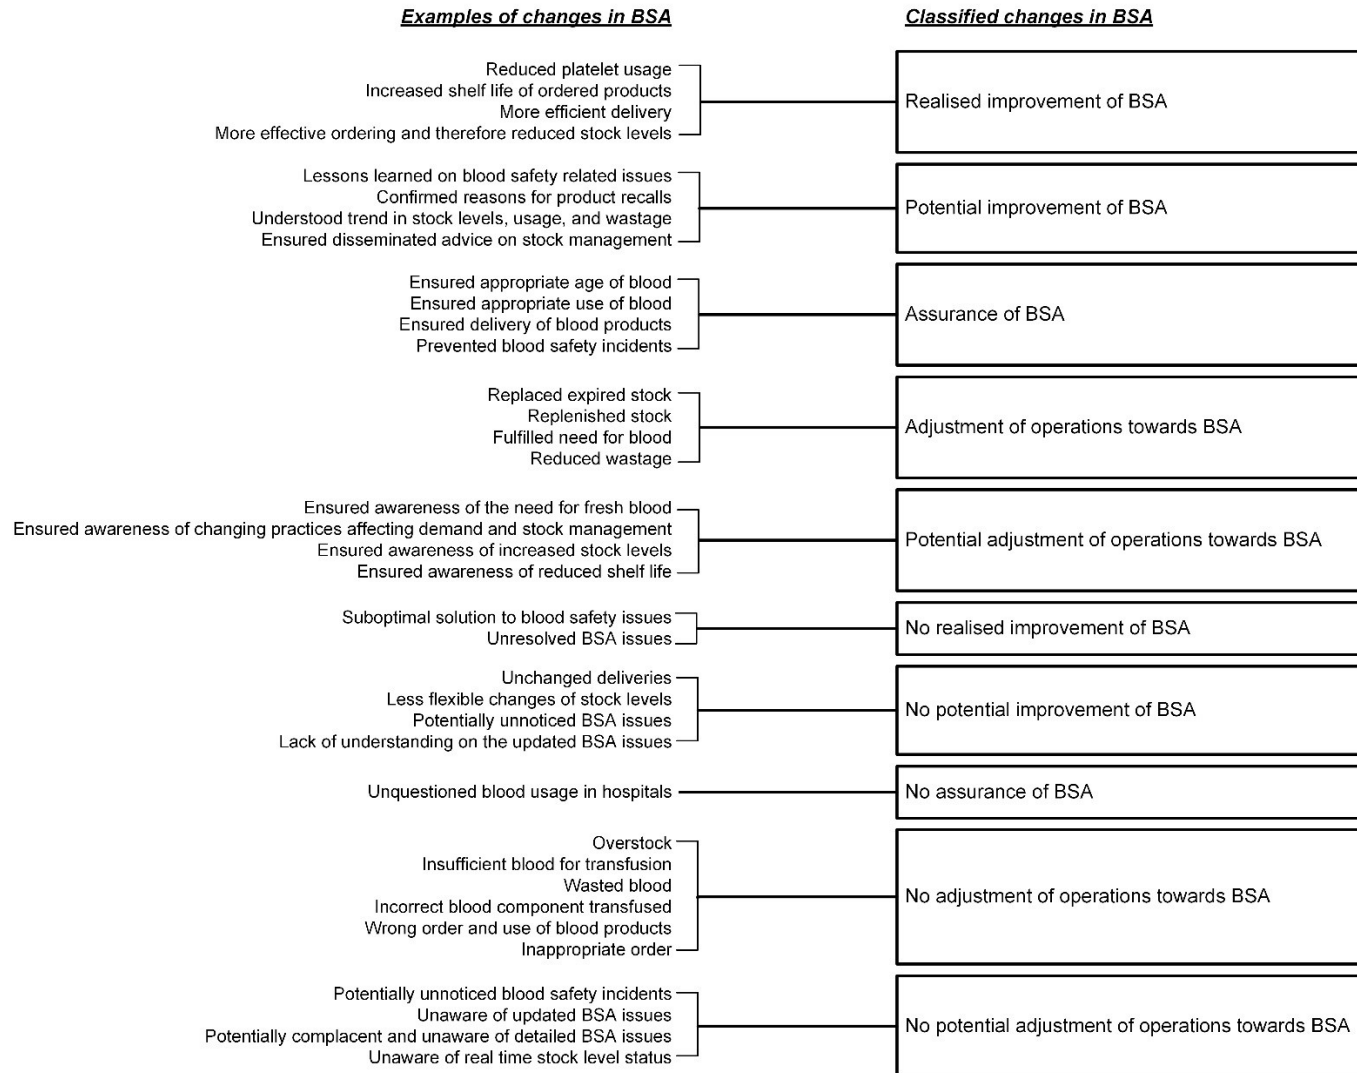 Examples of changes in BSA
Classified changes in BSA
Reduced platelet usage
Increased shelf life of ordered products
More efficient delivery
More effective ordering and therefore reduced stock levels
Realised improvement of BSA
Lessons learned on blood safety related issues
Confirmed reasons for product recalls
Understood trend in stock levels, usage, and wastage
Ensured disseminated advice on stock management
Potential improvement of BSA
Ensured appropriate age of blood
Ensured appropriate use of blood
Ensured delivery of blood products
Prevented blood safety incidents
Assurance of BSA
Replaced expired stock
Replenished stock
Fulfilled need for blood
Reduced wastage
Adjustment of operations towards BSA
Ensured awareness of the need for fresh blood
Ensured awareness of changing practices affecting demand and stock management
Ensured awareness of increased stock levels
Ensured awareness of reduced shelf life
Potential adjustment of operations towards BSA
Suboptimal solution to blood safety issues
Unresolved BSA issues
No realised improvement of BSA
Unchanged deliveries
Less flexible changes of stock levels
Potentially unnoticed BSA issues
Lack of understanding on the updated BSA issues
No potential improvement of BSA
Unquestioned blood usage in hospitals
No assurance of BSA
Overstock
Insufficient blood for transfusion
Wasted blood
Incorrect blood component transfused
Wrong order and use of blood products
Inappropriate order
No adjustment of operations towards BSA
Potentially unnoticed blood safety incidents
Unaware of updated BSA issues
Potentially complacent and unaware of detailed BSA issues
Unaware of real time stock level status
No potential adjustment of operations towards BSA